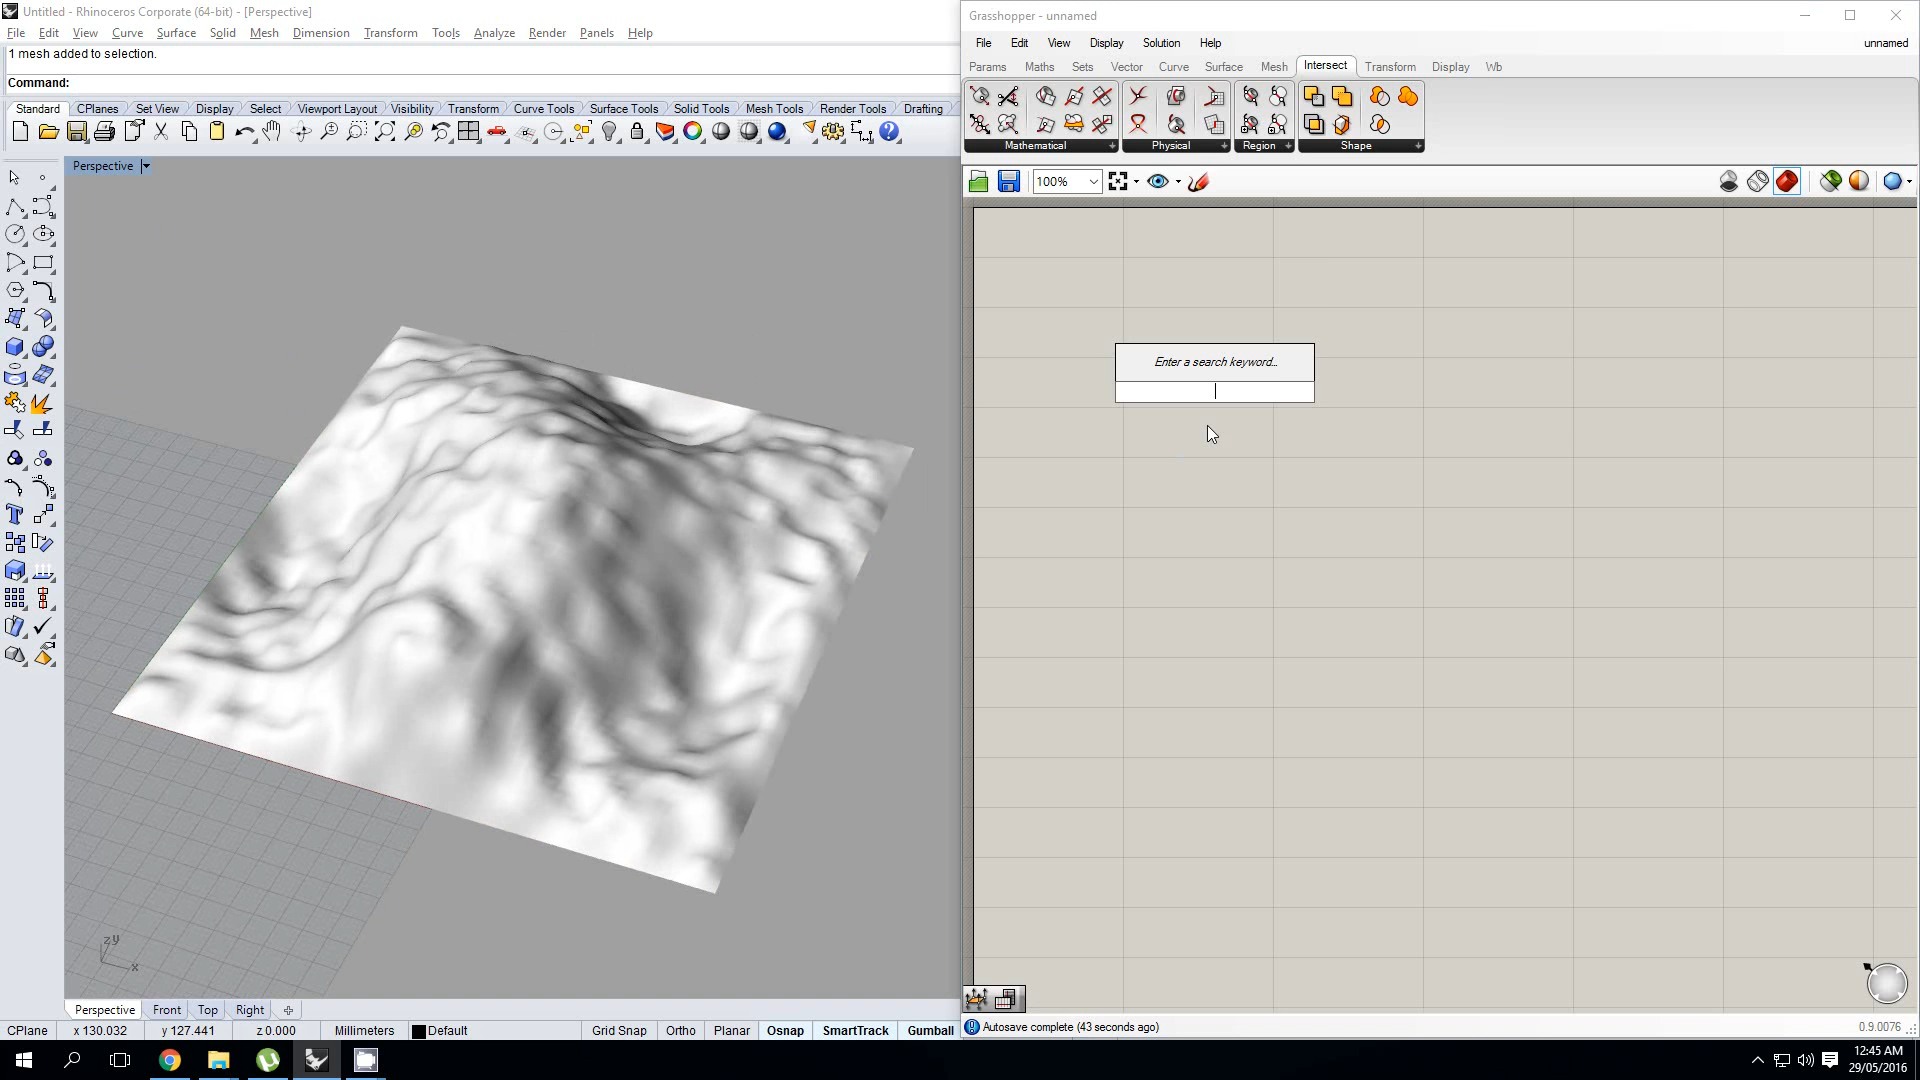 Untitled - Rhinoceros Corporate (64-bit) - [Perspective]
File Edit View Curve Surface Solid Mesh Dimension Transform Tools Analyze Render Panels Help
1 mesh added to selection.
Command:
Standard CPlanes Set View Display Select Viewport Layout Visibility Transform Curve Tools Surface Tools Solid Tools Mesh Tools Render Tools Drafting
Perspective
zy
x
Perspective Front Top Right
CPlane x 130.032 y 127.441 z 0.000 Millimeters Default Grid Snap Ortho Planar Osnap SmartTrack Gumball
Grasshopper - unnamed
File Edit View Display Solution Help unnamed
Params Maths Sets Vector Curve Surface Mesh Intersect Transform Display Wb
Mathematical Physical Region Shape
100%
Enter a search keyword...
Autosave complete (43 seconds ago) 0.9.0076
12:45 AM
29/05/2016